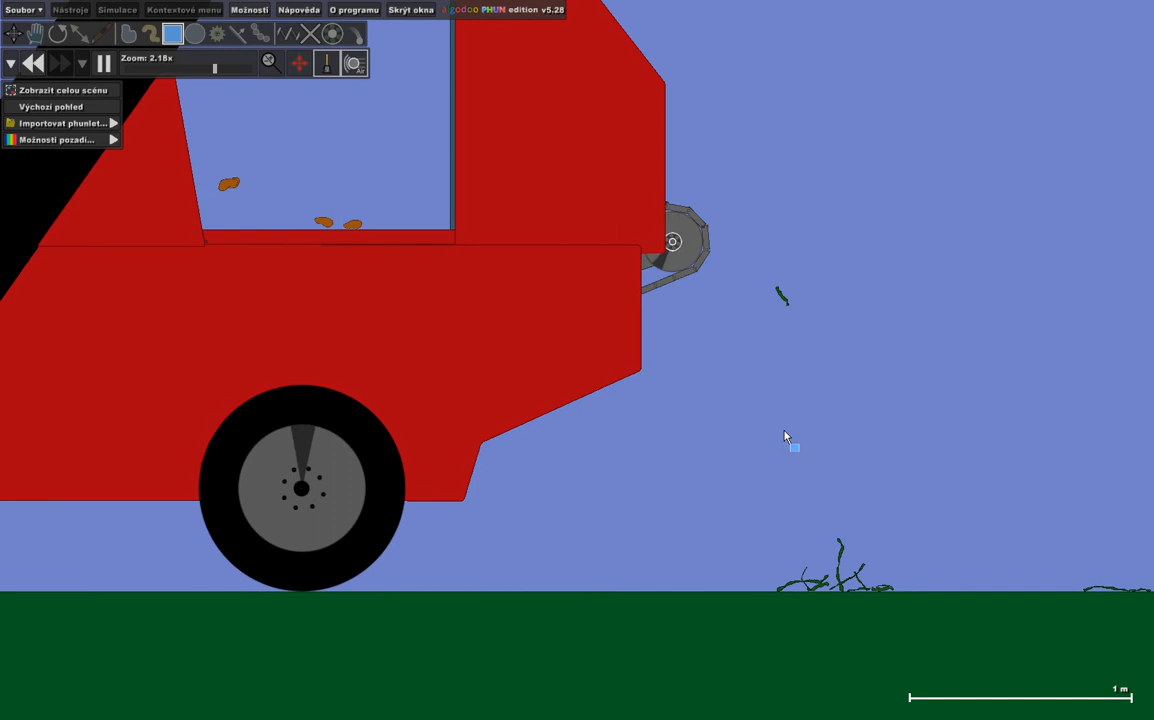 Soubor Nástroje Simulace Kontextové menu Možnosti Nápověda O programu Skrýt okna algodoo PHUN edition v5.28
Zoom: 2.18x
Air
Zobrazit celou scénu
Výchozí pohled
Importovat phunlet...
Možnosti pozadí...
1 m